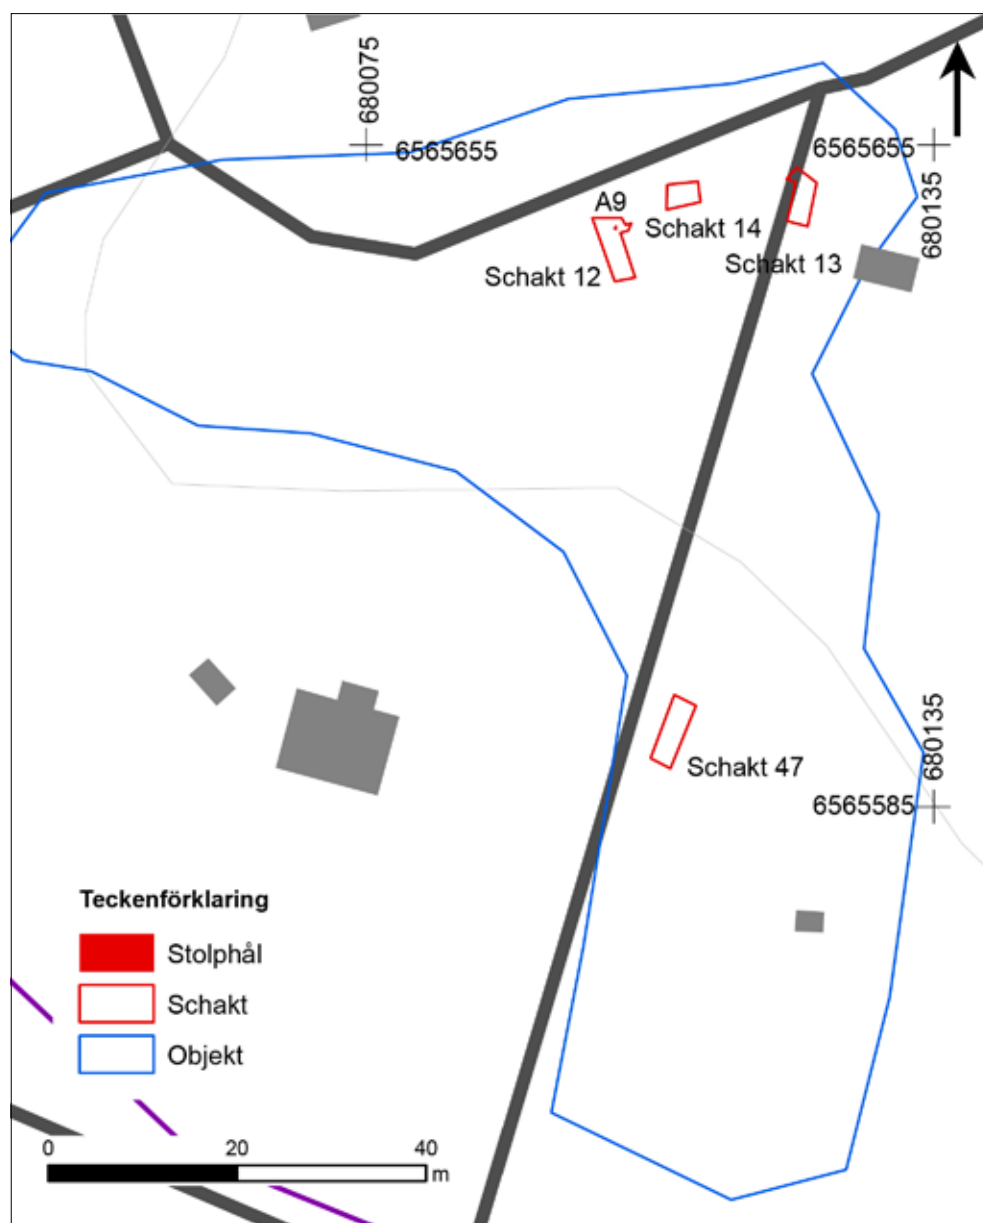 680075
6565655
6565655
680135
A9
Schakt 14
Schakt 13
Schakt 12
680135
Schakt 47
6565585
Teckenförklaring
Stolphål
Schakt
Objekt
0 20 40
m